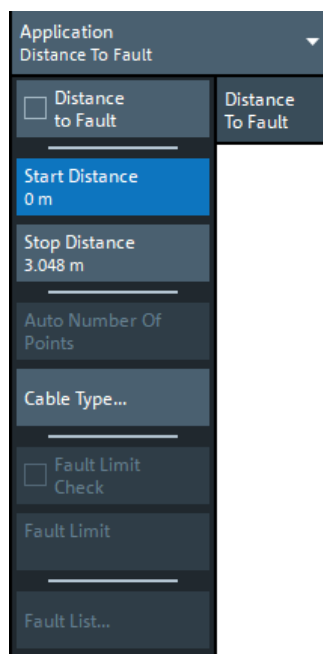 Application
Distance To Fault
Distance
to Fault
Distance
To Fault
Start Distance
0 m
Stop Distance
3.048 m
Auto Number Of
Points
Cable Type...
Fault Limit
Check
Fault Limit
Fault List...